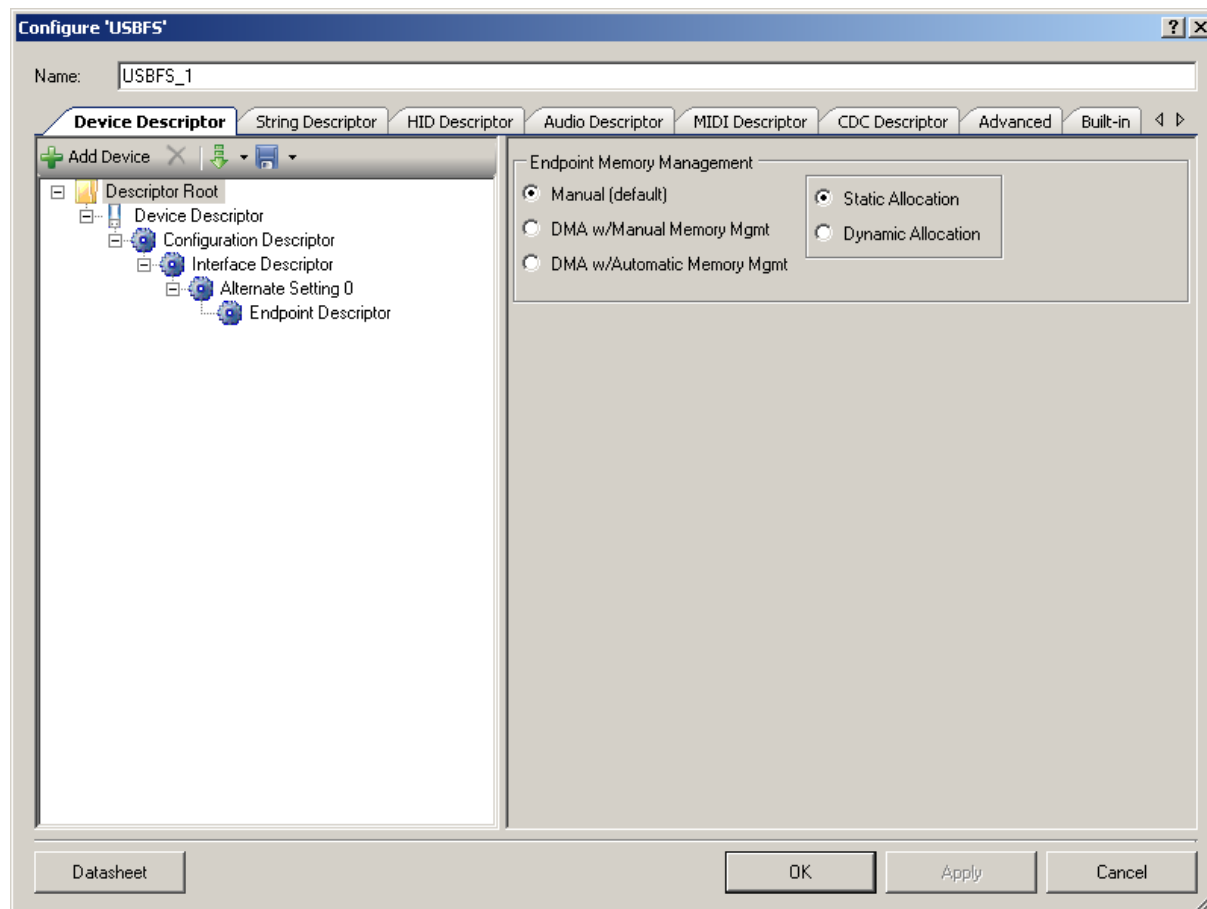 Configure 'USBFS'
Name: USBFS_1
Device Descriptor String Descriptor HID Descriptor Audio Descriptor MIDI Descriptor CDC Descriptor Advanced Built-in
Add Device
Descriptor Root
Device Descriptor
Configuration Descriptor
Interface Descriptor
Alternate Setting 0
Endpoint Descriptor
Endpoint Memory Management
Manual (default)
DMA w/Manual Memory Mgmt
DMA w/Automatic Memory Mgmt
Static Allocation
Dynamic Allocation
Datasheet OK Apply Cancel